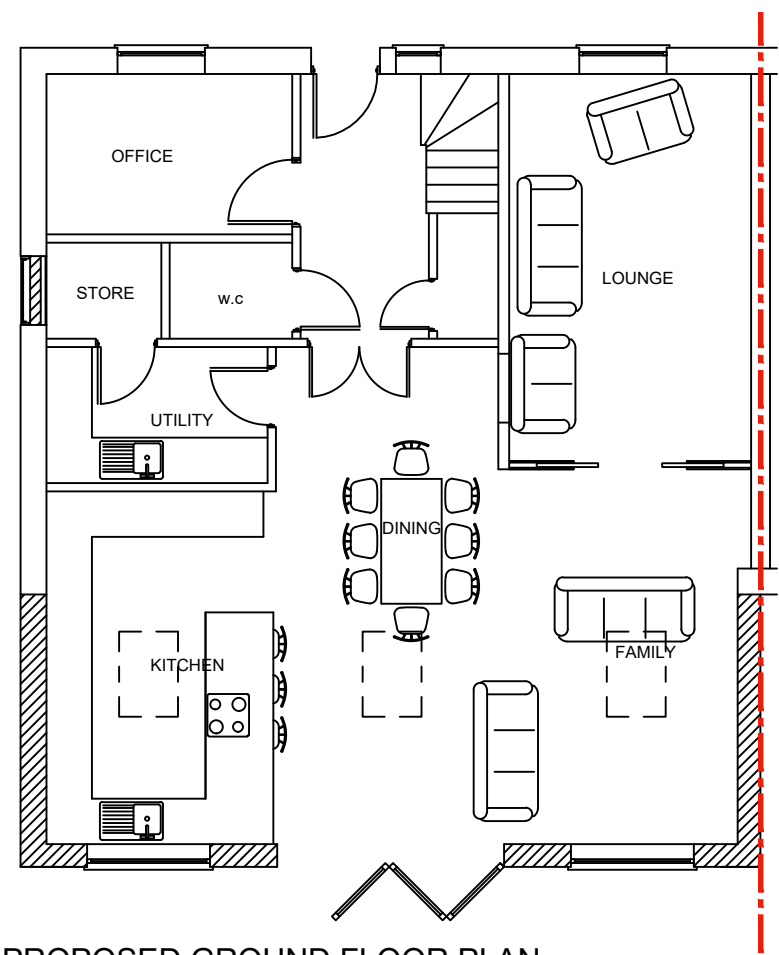 OFFICE
STORE
w.c
LOUNGE
UTILITY
DINING
KITCHEN
FAMILY
PROPOSED GROUND FLOOR PLAN